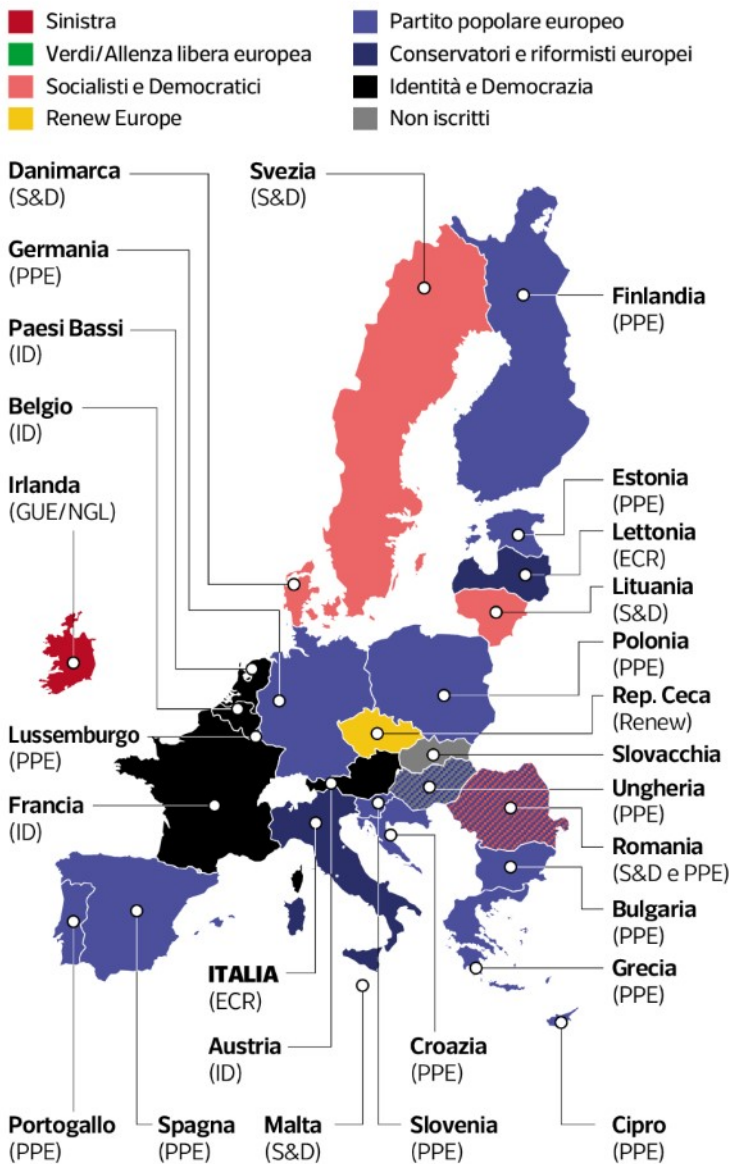 Sinistra
Verdi/Allenza libera europea
Socialisti e Democratici
Renew Europe
Partito popolare europeo
Conservatori e riformisti europei
Identità e Democrazia
Non iscritti
Danimarca
(S&D)
Svezia
(S&D)
Germania
(PPE)
Finlandia
(PPE)
Paesi Bassi
(ID)
Belgio
(ID)
Irlanda
(GUE/NGL)
Estonia
(PPE)
Lettonia
(ECR)
Lituania
(S&D)
Polonia
(PPE)
Rep. Ceca
(Renew)
Lussemburgo
(PPE)
Slovacchia
Ungheria
(PPE)
Francia
(ID)
Romania
(S&D e PPE)
Bulgaria
(PPE)
Grecia
(PPE)
ITALIA
(ECR)
Austria
(ID)
Croazia
(PPE)
Portogallo
(PPE)
Spagna
(PPE)
Malta
(S&D)
Slovenia
(PPE)
Cipro
(PPE)